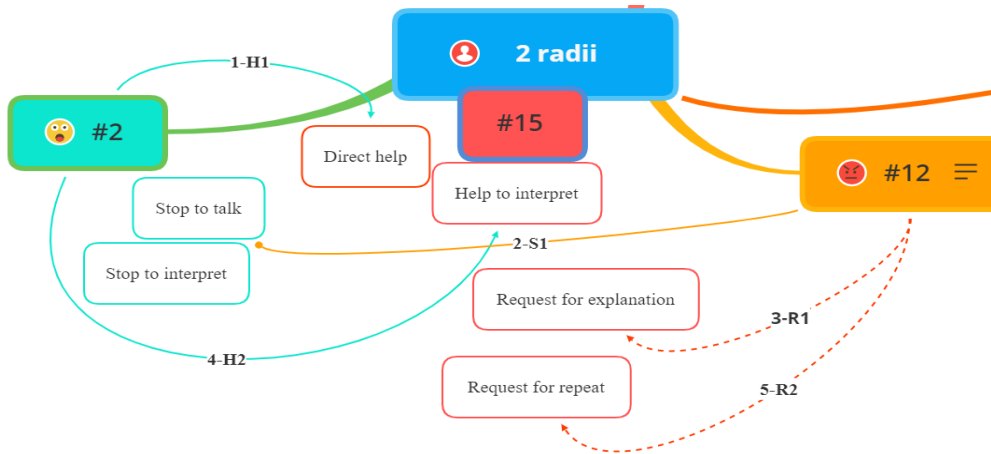 2 radii
1-H1
#2
#15
Direct help
#12
Help to interpret
Stop to talk
2-S1
Stop to interpret
Request for explanation
3-R1
4-H2
Request for repeat
5-R2